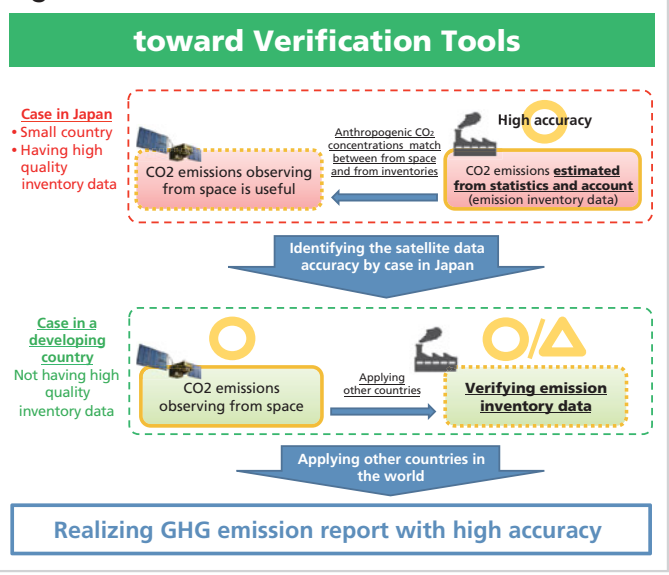 toward Verification Tools
Case in Japan
• Small country
• Having high
quality
inventory data
Anthropogenic CO₂
concentrations match
between from space
and from inventories
High accuracy
CO2 emissions observing
from space is useful
CO2 emissions estimated
from statistics and account
(emission inventory data)
Identifying the satellite data
accuracy by case in Japan
Case in a
developing
country
Not having high
quality
inventory data
CO2 emissions
observing from space
Applying
other countries
Verifying emission
inventory data
Applying other countries in
the world
Realizing GHG emission report with high accuracy